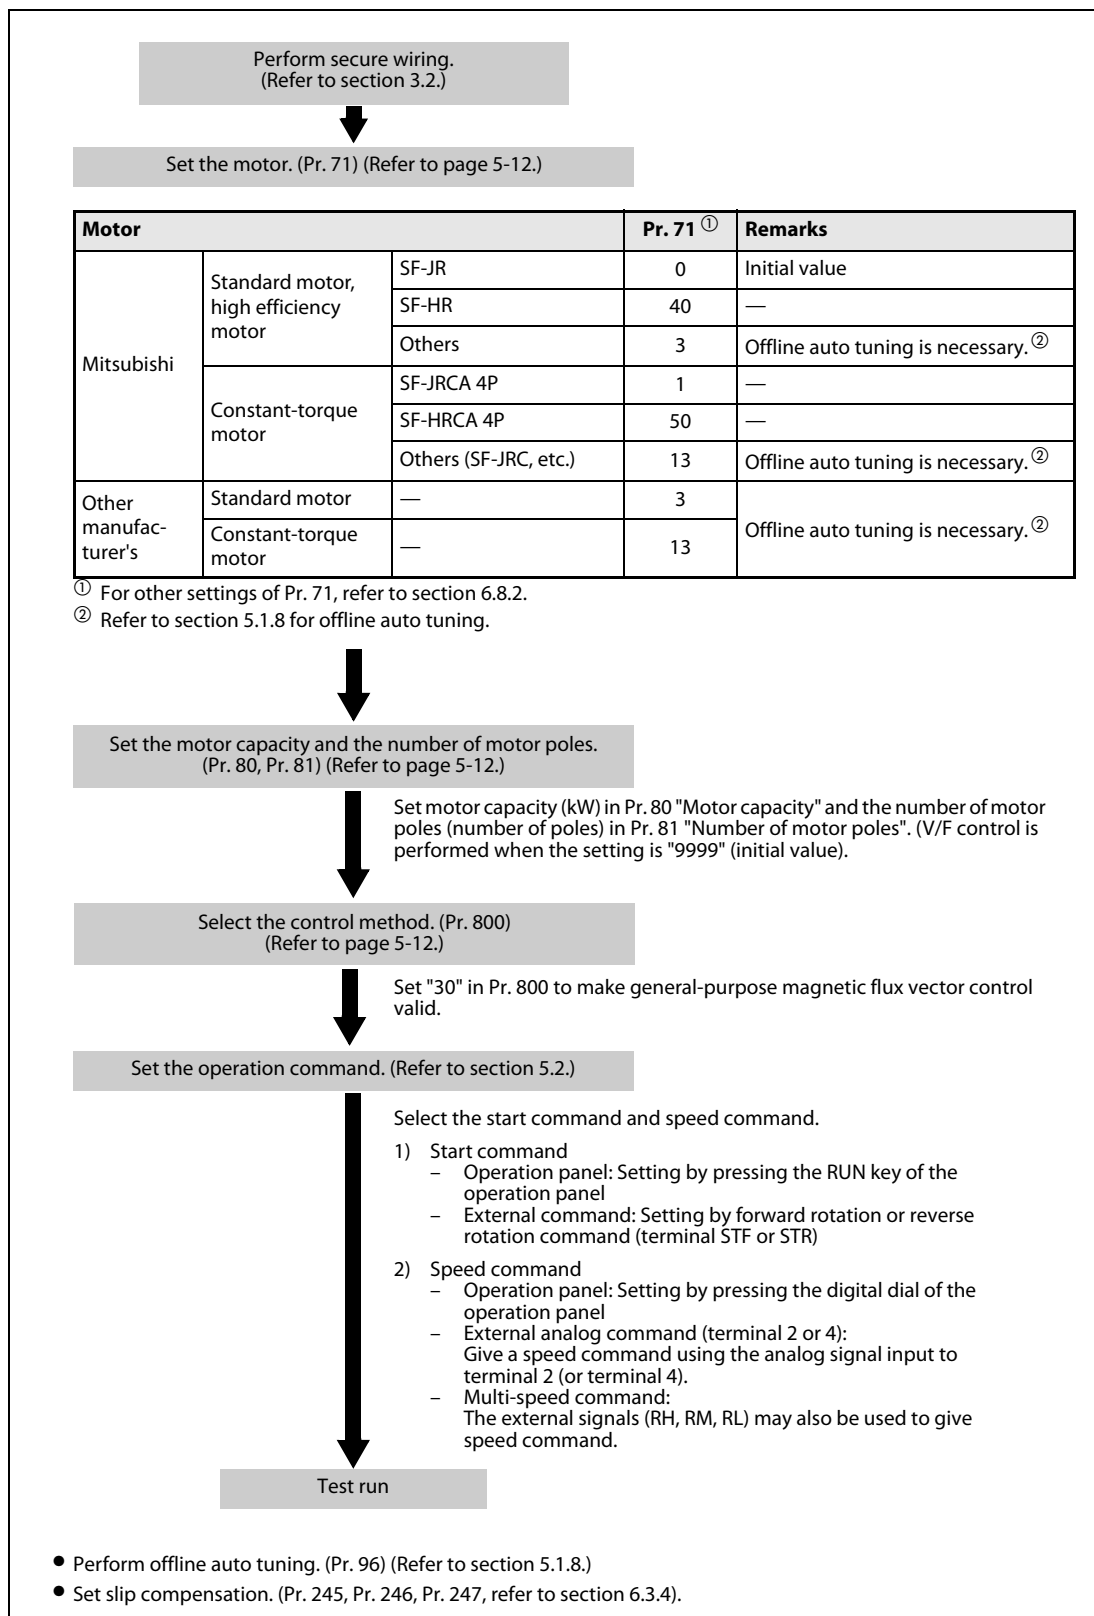 Perform secure wiring.
(Refer to section 3.2.)
Set the motor. (Pr. 71) (Refer to page 5-12.)
Motor Pr. 71 ① Remarks
Mitsubishi
Standard motor,
high efficiency
motor
SF-JR 0 Initial value
SF-HR 40 —
Others 3 Offline auto tuning is necessary. ②
Constant-torque
motor
SF-JRCA 4P 1 —
SF-HRCA 4P 50 —
Others (SF-JRC, etc.) 13 Offline auto tuning is necessary. ②
Other
manufac-
turer's
Standard motor — 3
Constant-torque
motor
— 13
Offline auto tuning is necessary. ②
① For other settings of Pr. 71, refer to section 6.8.2.
② Refer to section 5.1.8 for offline auto tuning.
Set the motor capacity and the number of motor poles.
(Pr. 80, Pr. 81) (Refer to page 5-12.)
Set motor capacity (kW) in Pr. 80 "Motor capacity" and the number of motor
poles (number of poles) in Pr. 81 "Number of motor poles". (V/F control is
performed when the setting is "9999" (initial value).
Select the control method. (Pr. 800)
(Refer to page 5-12.)
Set "30" in Pr. 800 to make general-purpose magnetic flux vector control
valid.
Set the operation command. (Refer to section 5.2.)
Select the start command and speed command.
1) Start command
– Operation panel: Setting by pressing the RUN key of the
operation panel
– External command: Setting by forward rotation or reverse
rotation command (terminal STF or STR)
2) Speed command
– Operation panel: Setting by pressing the digital dial of the
operation panel
– External analog command (terminal 2 or 4):
Give a speed command using the analog signal input to
terminal 2 (or terminal 4).
– Multi-speed command:
The external signals (RH, RM, RL) may also be used to give
speed command.
Test run
● Perform offline auto tuning. (Pr. 96) (Refer to section 5.1.8.)
● Set slip compensation. (Pr. 245, Pr. 246, Pr. 247, refer to section 6.3.4).